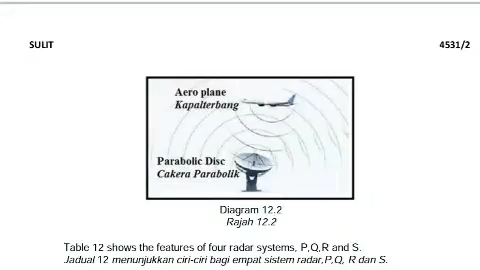 SULIT
4531/2
Aero plane
Kapalterbang
Parabolic Disc
Cakera Parabolik
Diagram 12.2
Rajah 12.2
Table 12 shows the features of four radar systems, P,Q,R and S.
Jadual 12 menunjukkan ciri-ciri bagi empat sistem radar,P,Q, R dan S.